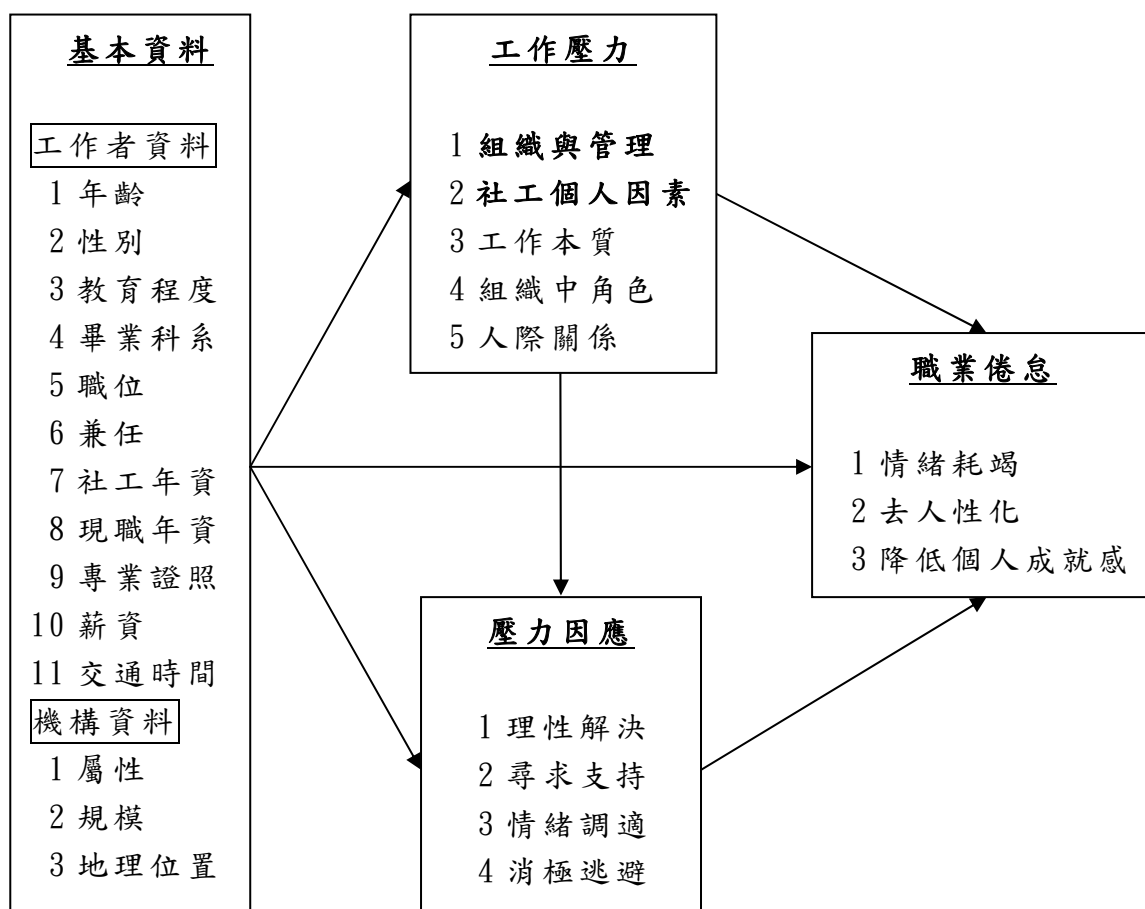 基本資料
工作者資料
1 年齡
2 性別
3 教育程度
4 畢業科系
5 職位
6 兼任
7 社工年資
8 現職年資
9 專業證照
10 薪資
11 交通時間
機構資料
1 屬性
2 規模
3 地理位置
工作壓力
1 組織與管理
2 社工個人因素
3 工作本質
4 組織中角色
5 人際關係
壓力因應
1 理性解決
2 尋求支持
3 情緒調適
4 消極逃避
職業倦怠
1 情緒耗竭
2 去人性化
3 降低個人成就感